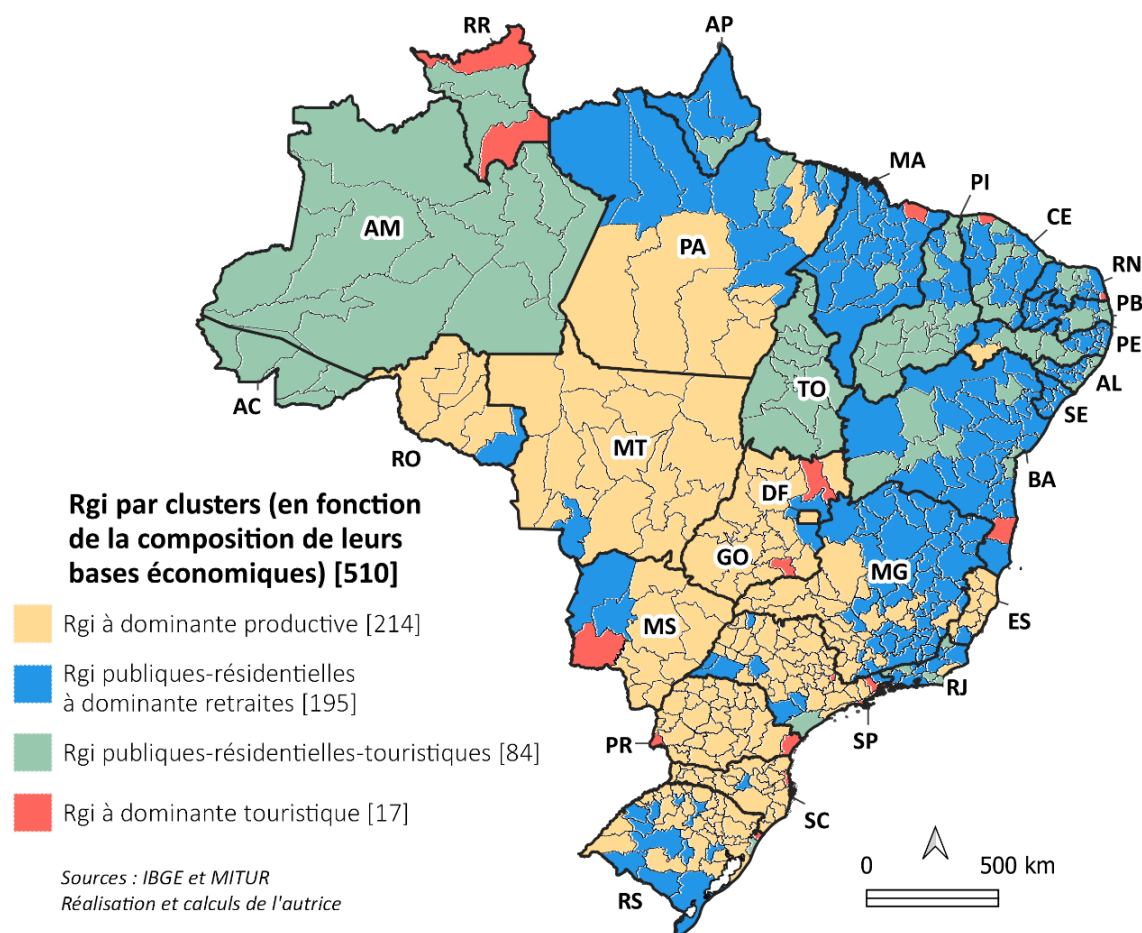 RR
AP
MA
PI
CE
AM
PA
RN
PB
PE
TO
AL
AC
SE
RO
MT
BA
DF
Rgi par clusters (en fonction
de la composition de leurs
bases économiques) [510]
GO
MG
Rgi à dominante productive [214]
MS
ES
Rgi publiques-résidentielles
à dominante retraites [195]
RJ
PR
SP
Rgi publiques-résidentielles-touristiques [84]
Rgi à dominante touristique [17]
SC
0 500 km
Sources : IBGE et MITUR
Réalisation et calculs de l'autrice
RS